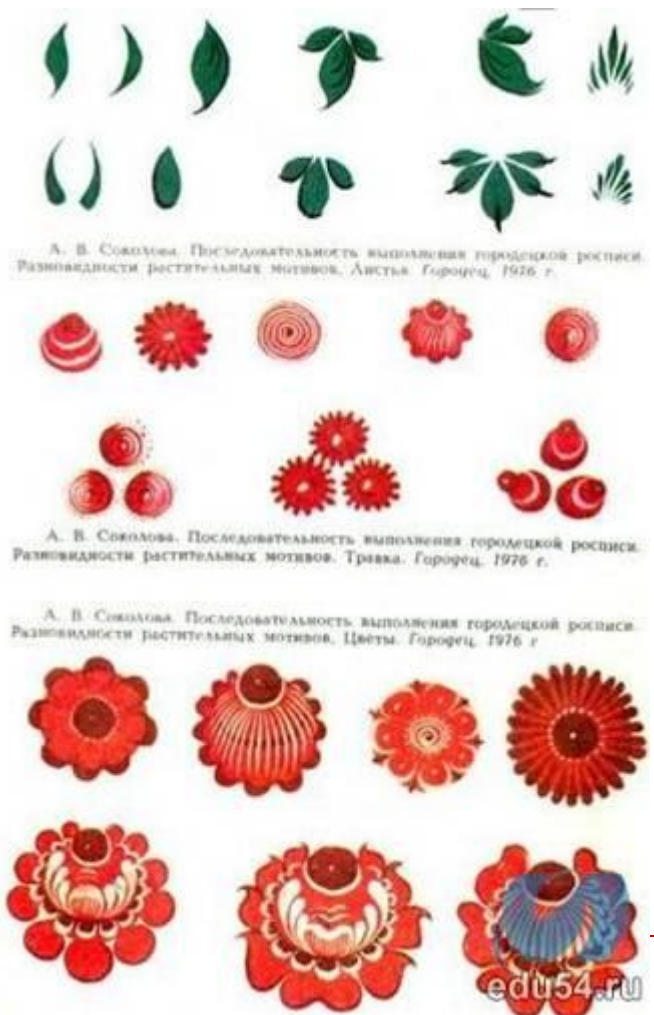 А. В. Соколова. Последовательность выполнения городецкой росписи.
Разновидности растительных мотивов. Листья. Городец, 1976 г.
А. В. Соколова. Последовательность выполнения городецкой росписи.
Разновидности растительных мотивов. Травка. Городец, 1976 г.
А. В. Соколова. Последовательность выполнения городецкой росписи.
Разновидности растительных мотивов. Цветы. Городец, 1976 г
edu54.ru